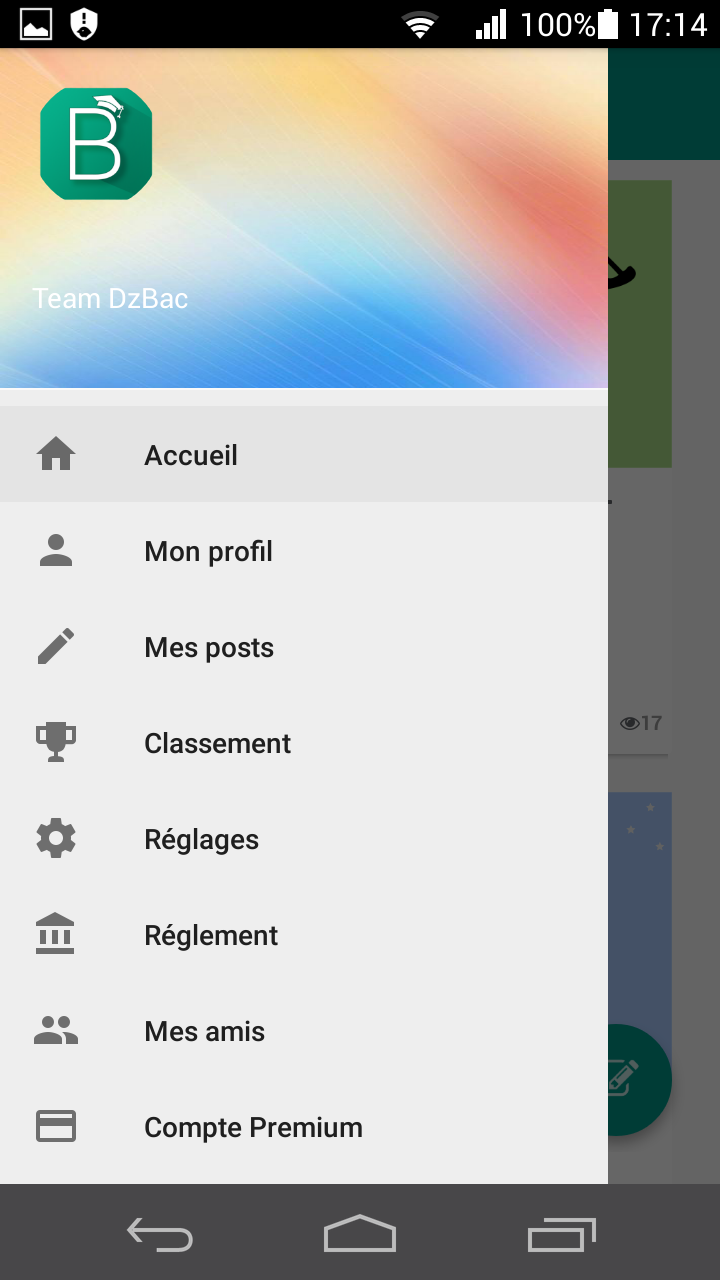 100% 17:14
B
Team DzBac
Accueil
Mon profil
Mes posts
Classement
17
Réglages
Réglement
Mes amis
Compte Premium